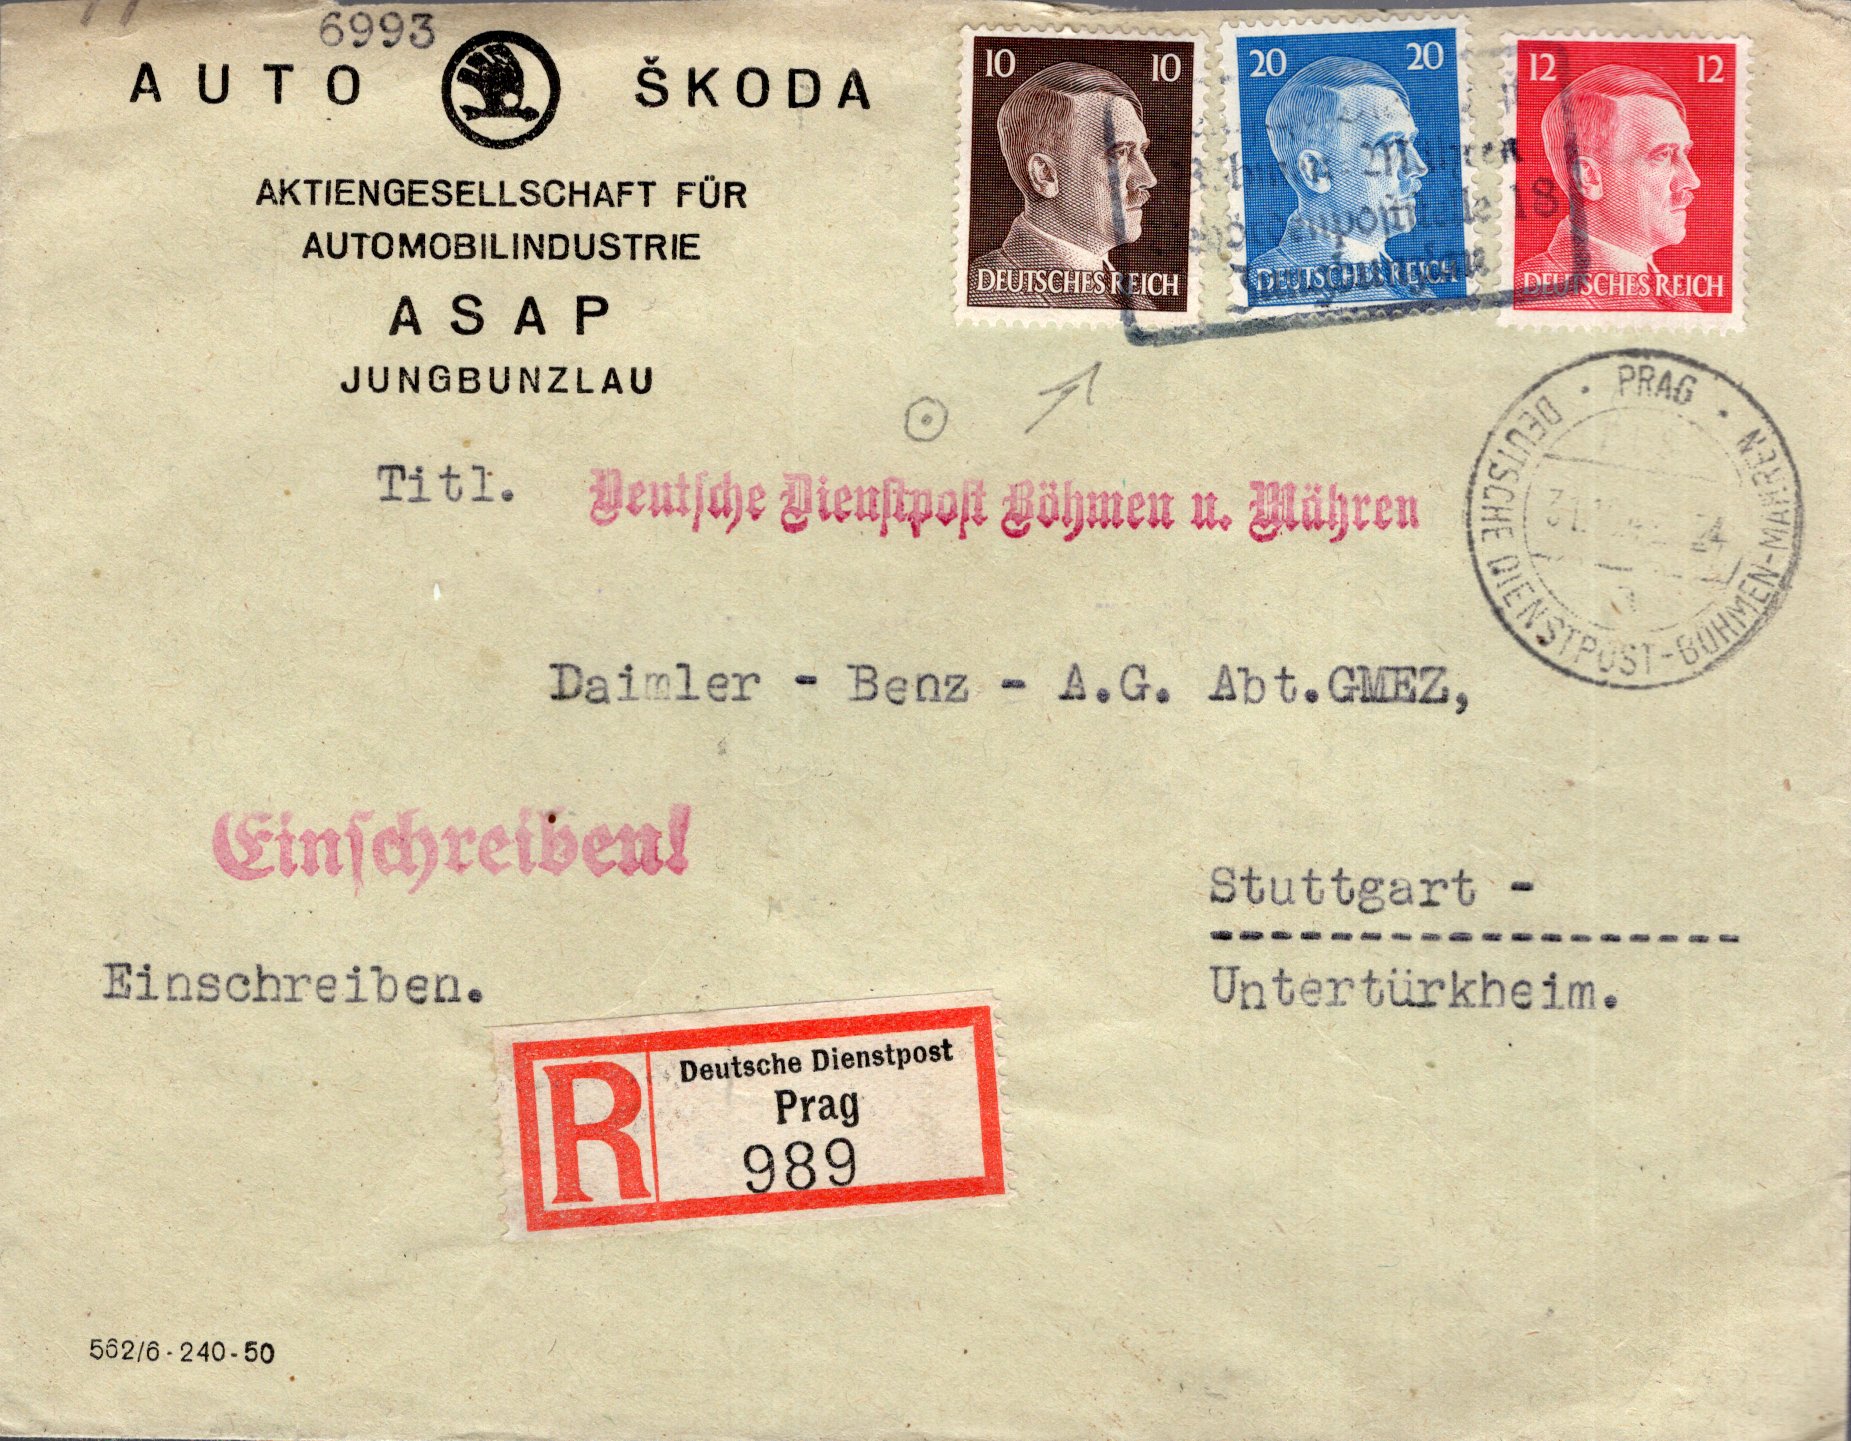 6993
AUTO ŠKODA
AKTIENGESELLSCHAFT FÜR
AUTOMOBILINDUSTRIE
ASAP
JUNGBUNZLAU
10 10
DEUTSCHES REICH
20 20
DEUTSCHES REICH
12 12
DEUTSCHES REICH
18
PRAG
DEUTSCHE DIENSTPOST-BÖHMEN-MÄHREN
31.
Titl. Deutsche Dienstpost Böhmen u. Mähren
Daimler - Benz - A.G. Abt.GMEZ,
Einschreiben!
Stuttgart -
Untertürkheim.
Einschreiben.
R
Deutsche Dienstpost
Prag
989
562/6-240-50